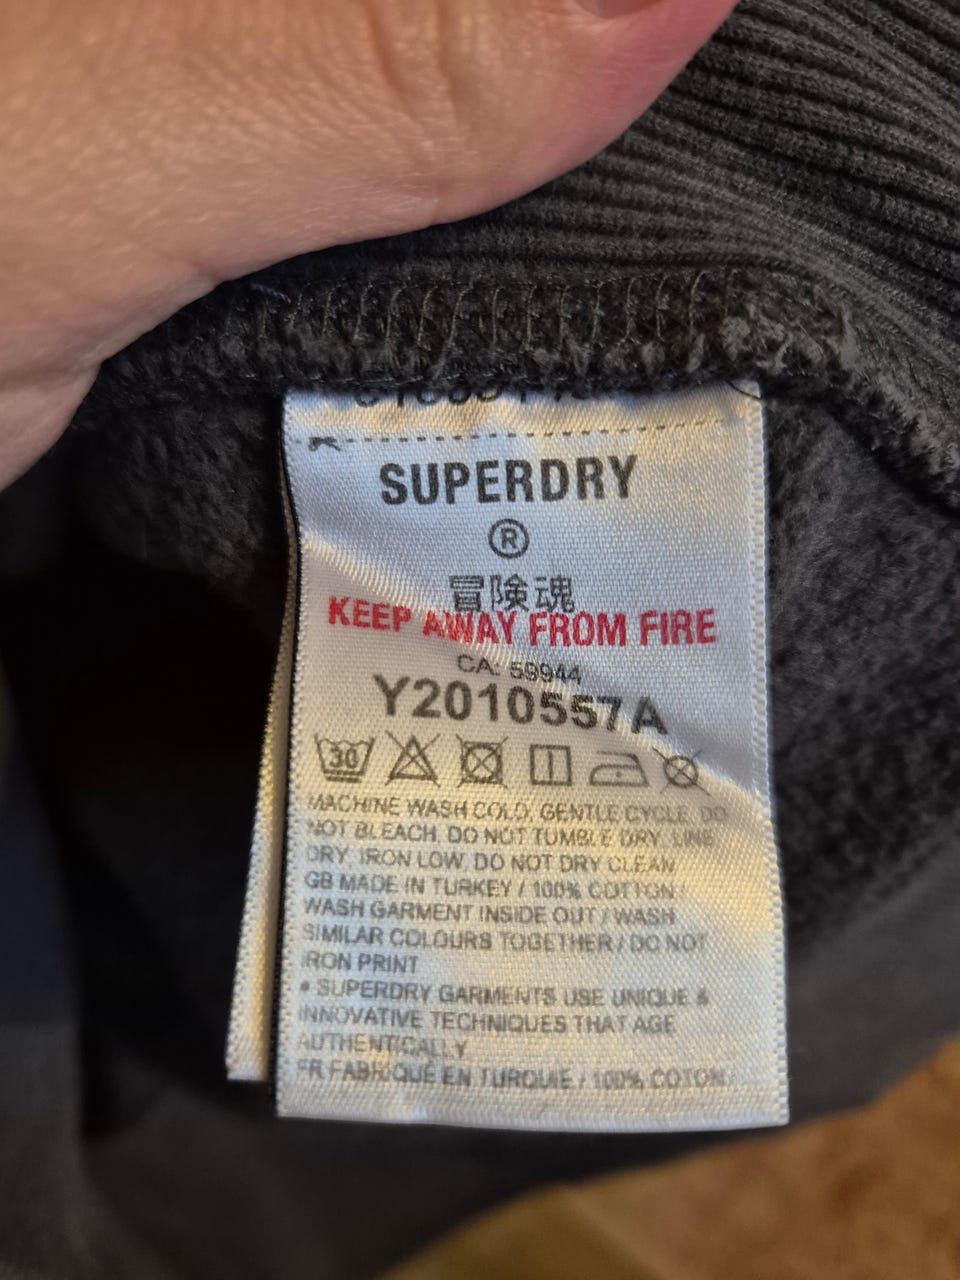 SUPERDRY
®
冒険魂
KEEP AWAY FROM FIRE
CA: 59944
Y2010557A
30
MACHINE WASH COLD, GENTLE CYCLE, DO
NOT BLEACH, DO NOT TUMBLE DRY, LINE
DRY, IRON LOW, DO NOT DRY CLEAN
GB MADE IN TURKEY / 100% COTTON /
WASH GARMENT INSIDE OUT / WASH
SIMILAR COLOURS TOGETHER / DO NOT
IRON PRINT
• SUPERDRY GARMENTS USE UNIQUE &
INNOVATIVE TECHNIQUES THAT AGE
AUTHENTICALLY
FR FABRIQUÉ EN TURQUIE / 100% COTON